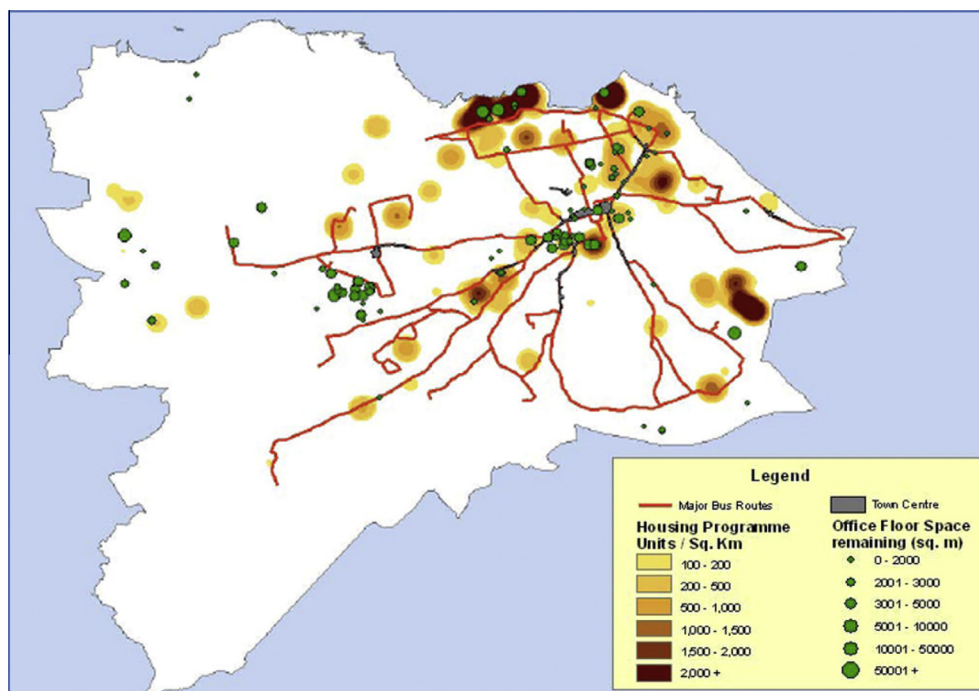 Legend
Major Bus Routes
Town Centre
Housing Programme
Units / Sq. Km
100 - 200
200 - 500
500 - 1,000
1,000 - 1,500
1,500 - 2,000
2,000 +
Office Floor Space
remaining (sq. m)
0 - 2000
2001 - 3000
3001 - 5000
5001 - 10000
10001 - 50000
50001 +